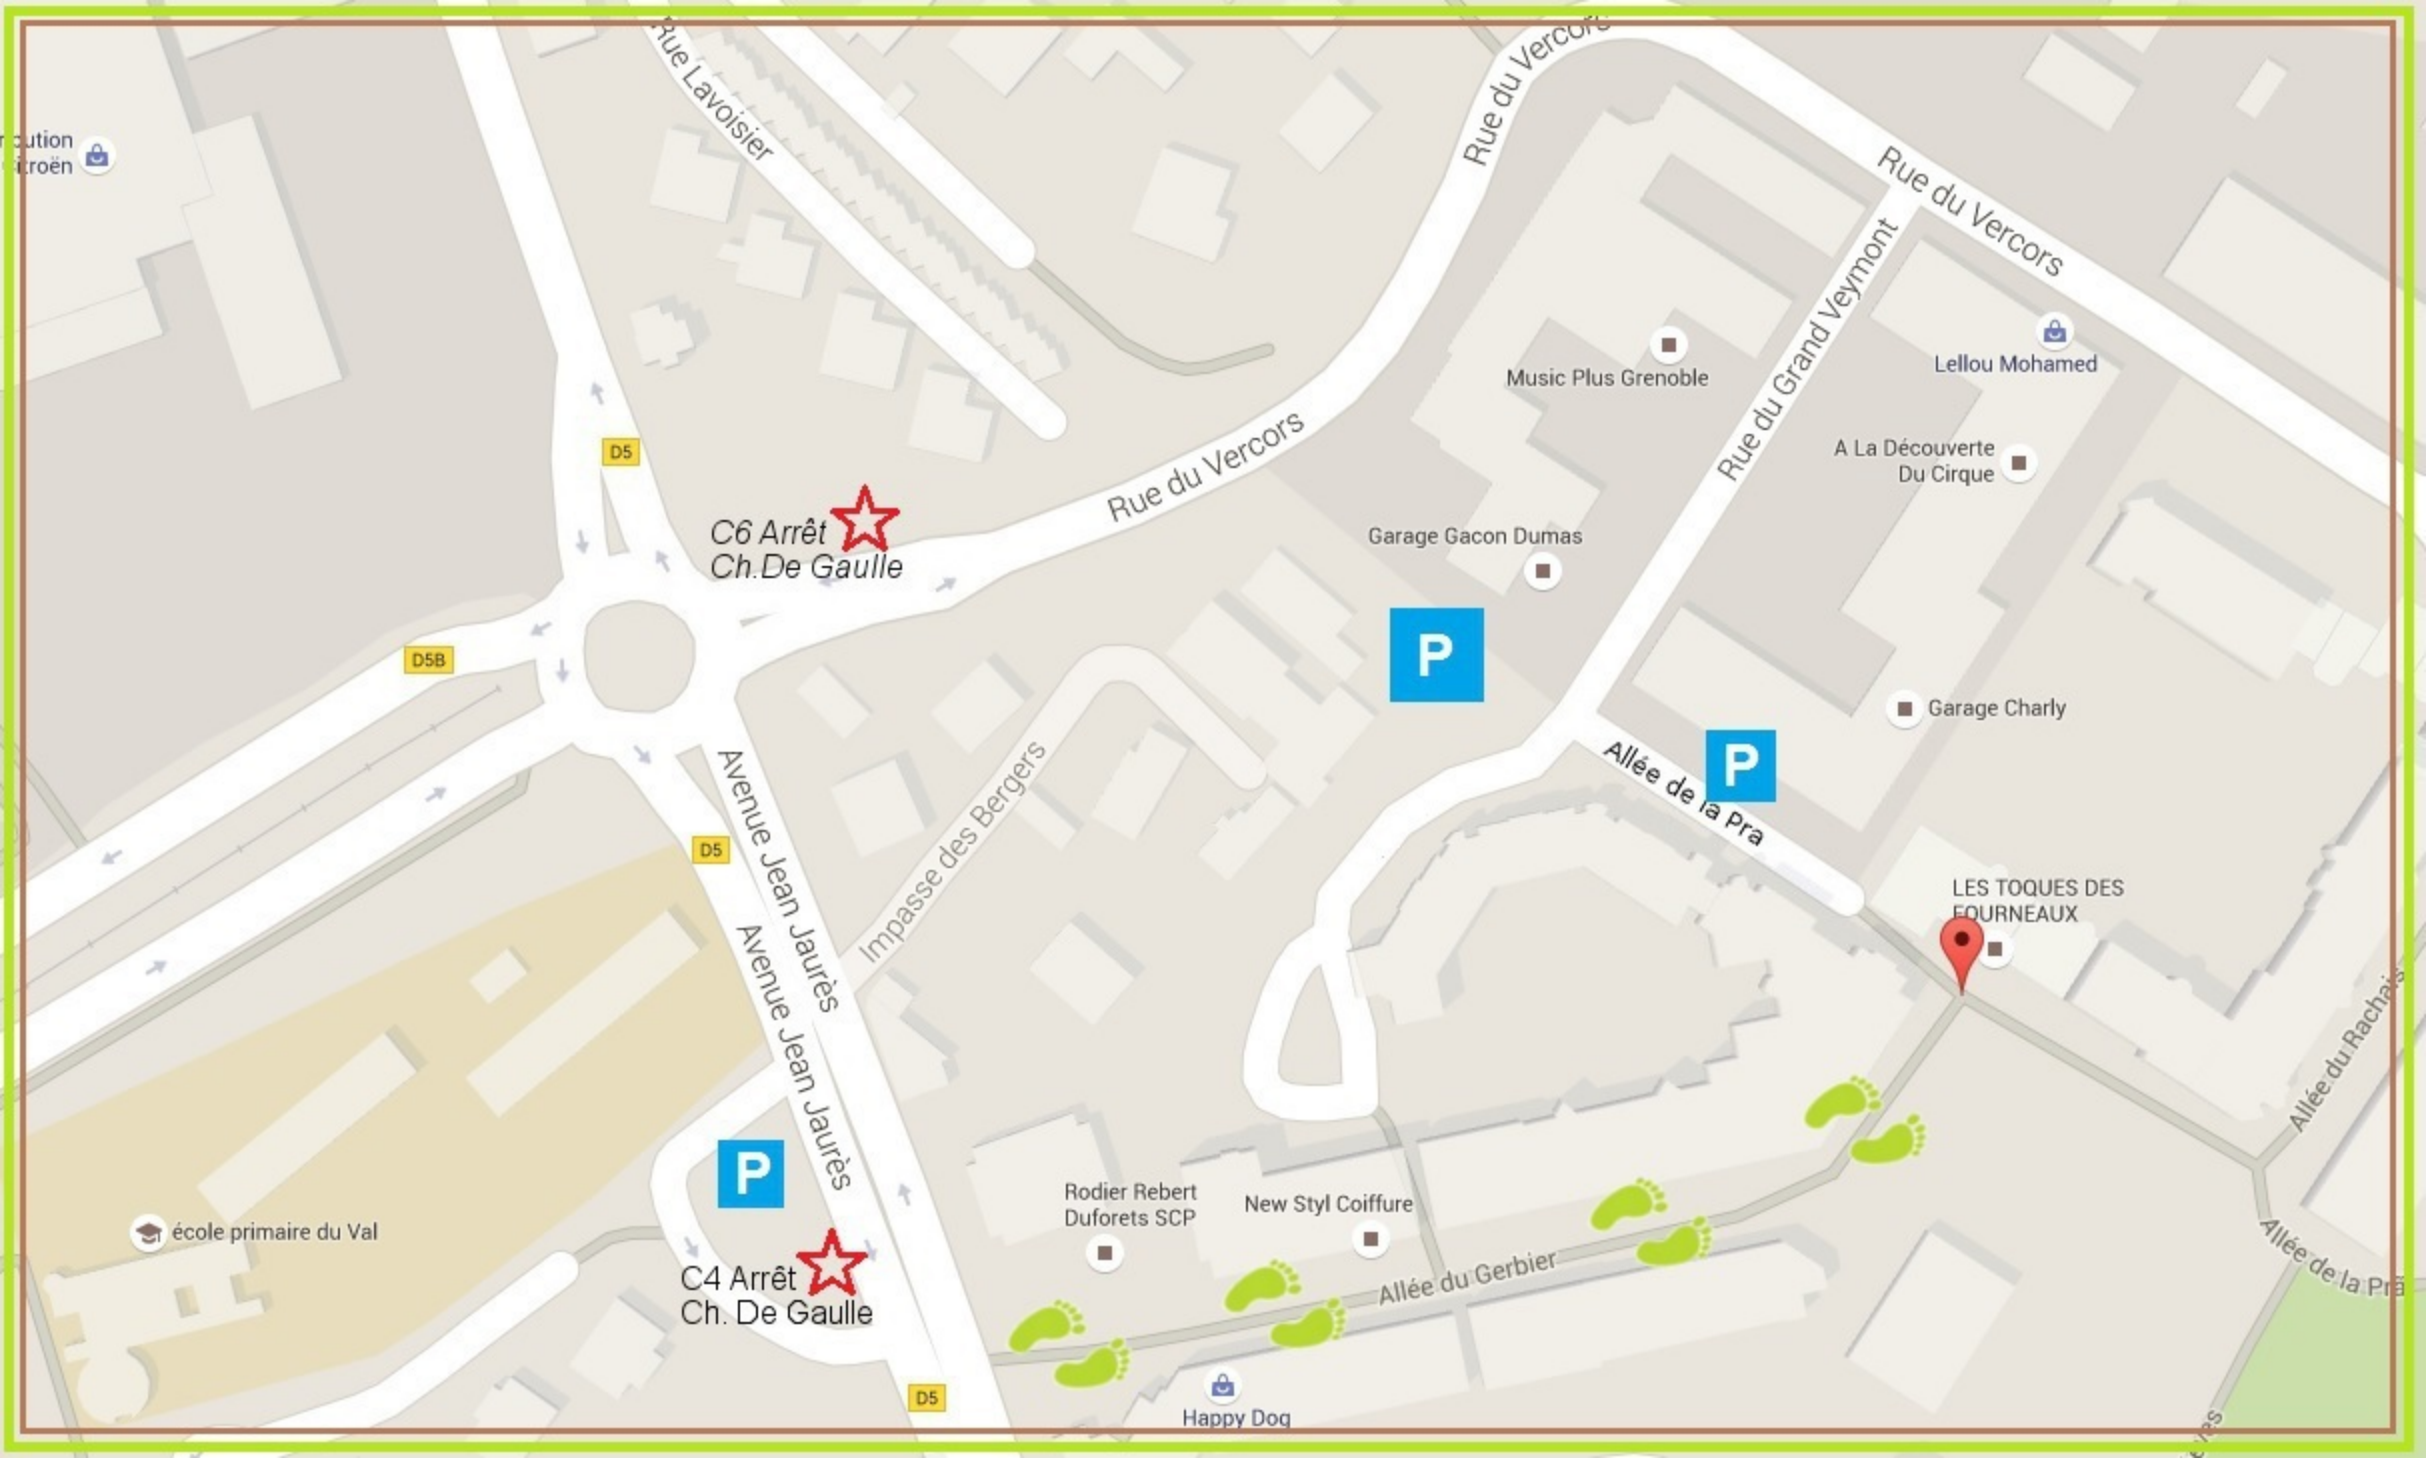 Rue Lavoisier
Rue du Vercors
Rue du Vercors
bution
itroën
Rue du Grand Veymont
Lellou Mohamed
Music Plus Grenoble
Rue du Vercors
D5
A La Découverte
Du Cirque
C6 Arrêt
Ch.De Gaulle
Garage Gacon Dumas
P
D5B
Garage Charly
Allée de la Pra
P
Avenue Jean Jaurès
Impasse des Bergers
D5
LES TOQUES DES
FOURNEAUX
Avenue Jean Jaurès
Allée du Rachais
P
Rodier Rebert
Duforets SCP
New Styl Coiffure
école primaire du Val
C4 Arrêt
Ch. De Gaulle
Allée du Gerbier
Allée de la Pra
D5
Happy Dog